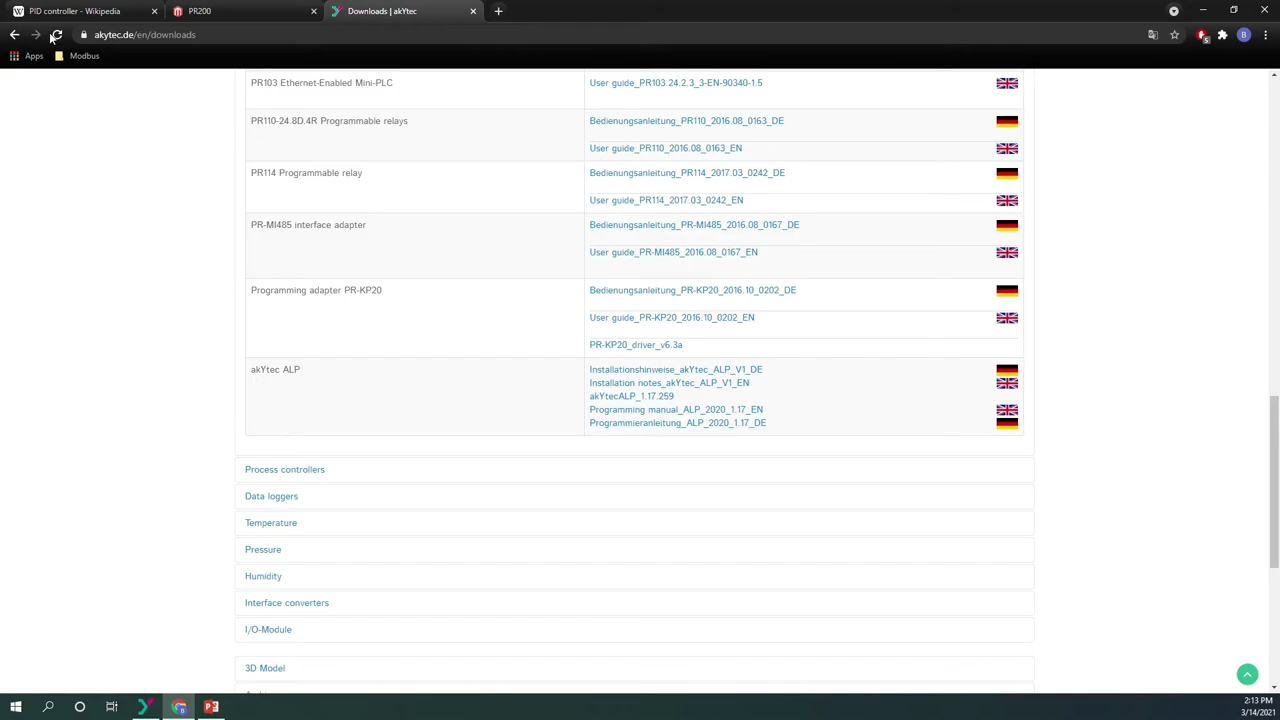 PID controller - Wikipedia
PR200
Downloads | akYtec
akytec.de/en/downloads
Apps
Modbus
PR103 Ethernet-Enabled Mini-PLC
User guide_PR103.24.2.3_3-EN-90340-1.5
PR110-24.8D.4R Programmable relays
Bedienungsanleitung_PR110_2016.08_0163_DE
User guide_PR110_2016.08_0163_EN
PR114 Programmable relay
Bedienungsanleitung_PR114_2017.03_0242_DE
User guide_PR114_2017.03_0242_EN
PR-MI485 interface adapter
Bedienungsanleitung_PR-MI485_2016.08_0167_DE
User guide_PR-MI485_2016.08_0167_EN
Programming adapter PR-KP20
Bedienungsanleitung_PR-KP20_2016.10_0202_DE
User guide_PR-KP20_2016.10_0202_EN
PR-KP20_driver_v6.3a
akYtec ALP
Installationshinweise_akYtec_ALP_V1_DE
Installation notes_akYtec_ALP_V1_EN
akYtecALP_1.17.259
Programming manual_ALP_2020_1.17_EN
Programmieranleitung_ALP_2020_1.17_DE
Process controllers
Data loggers
Temperature
Pressure
Humidity
Interface converters
I/O-Module
3D Model
2:13 PM
3/14/2021